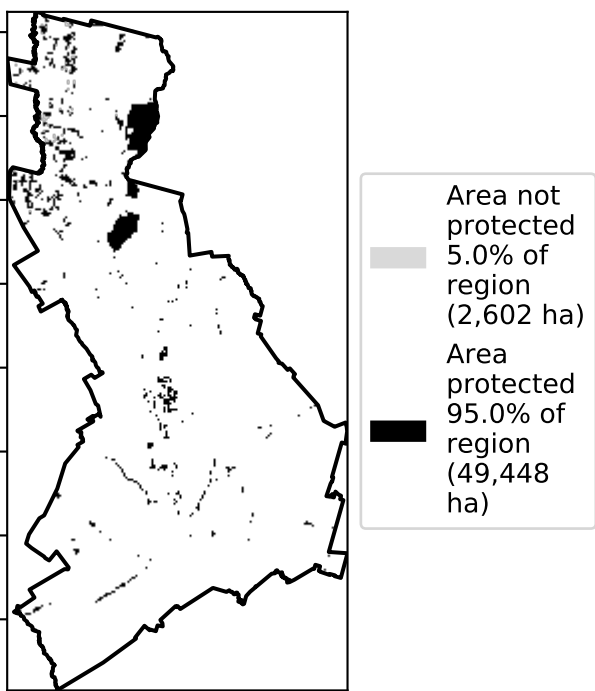 Area not
protected
5.0% of
region
(2,602 ha)
Area
protected
95.0% of
region
(49,448
ha)